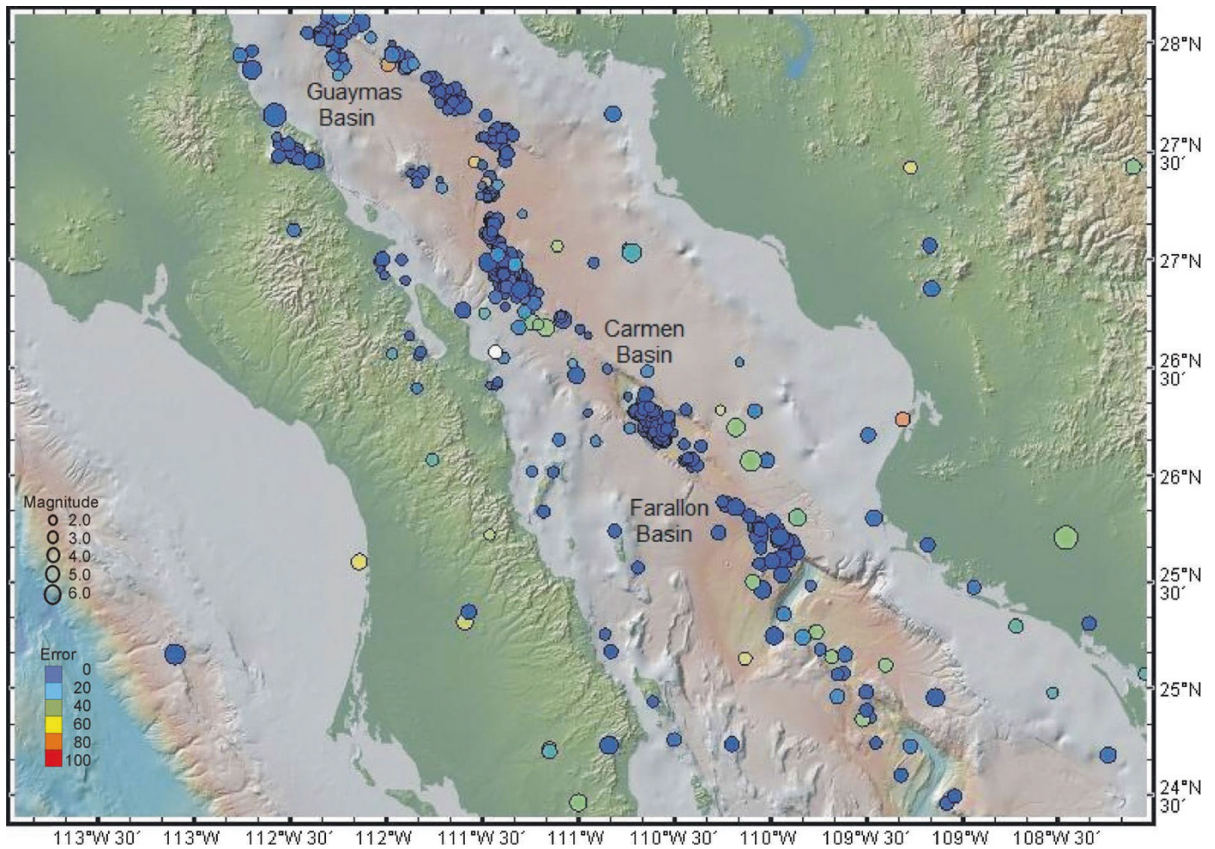 28°N
Guaymas
Basin
27°N
30´
27°N
Carmen
Basin
26°N
30´
26°N
Farallon
Basin
Magnitude
2.0
3.0
4.0
5.0
6.0
25°N
30´
Error
0
20
40
60
80
100
25°N
24°N
30´
113°W 30´
113°W
112°W 30´
112°W
111°W 30´
111°W
110°W 30´
110°W
109°W 30´
109°W
108°W 30´